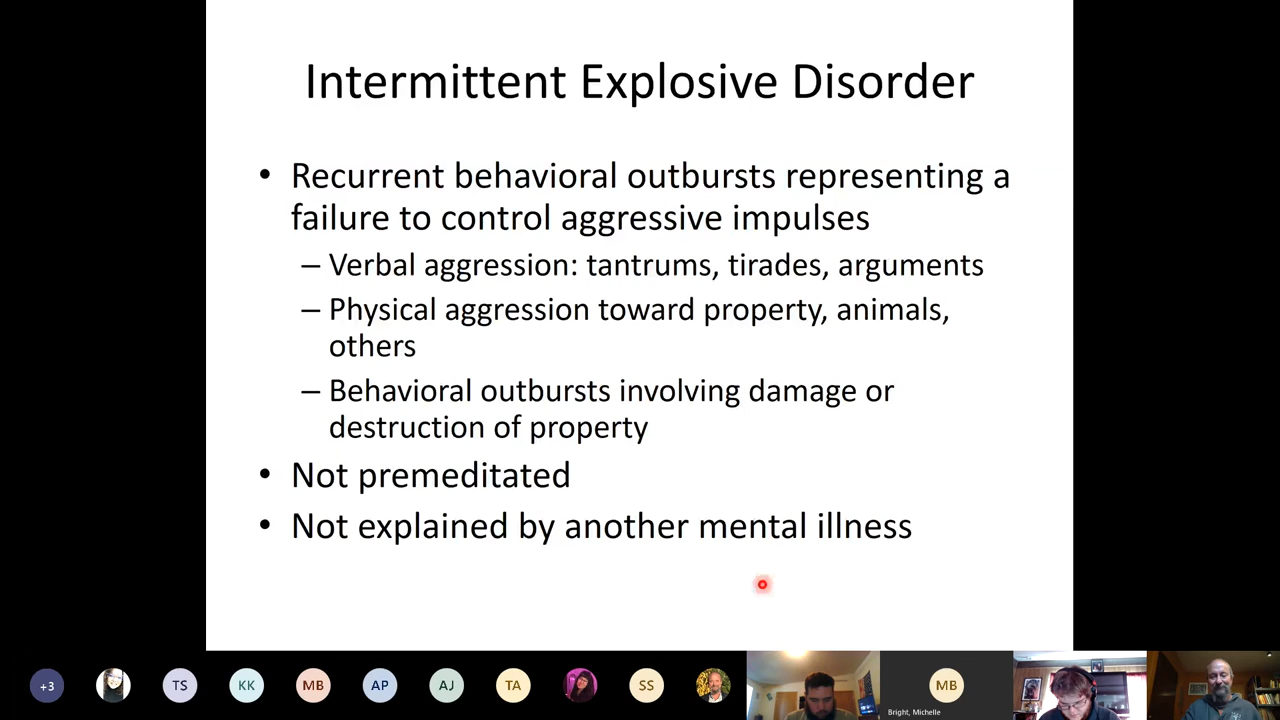 Intermittent Explosive Disorder
• Recurrent behavioral outbursts representing a
failure to control aggressive impulses
– Verbal aggression: tantrums, tirades, arguments
– Physical aggression toward property, animals,
others
– Behavioral outbursts involving damage or
destruction of property
• Not premeditated
• Not explained by another mental illness
+3
TS
KK
MB
AP
AJ
TA
SS
MB
Bright, Michelle